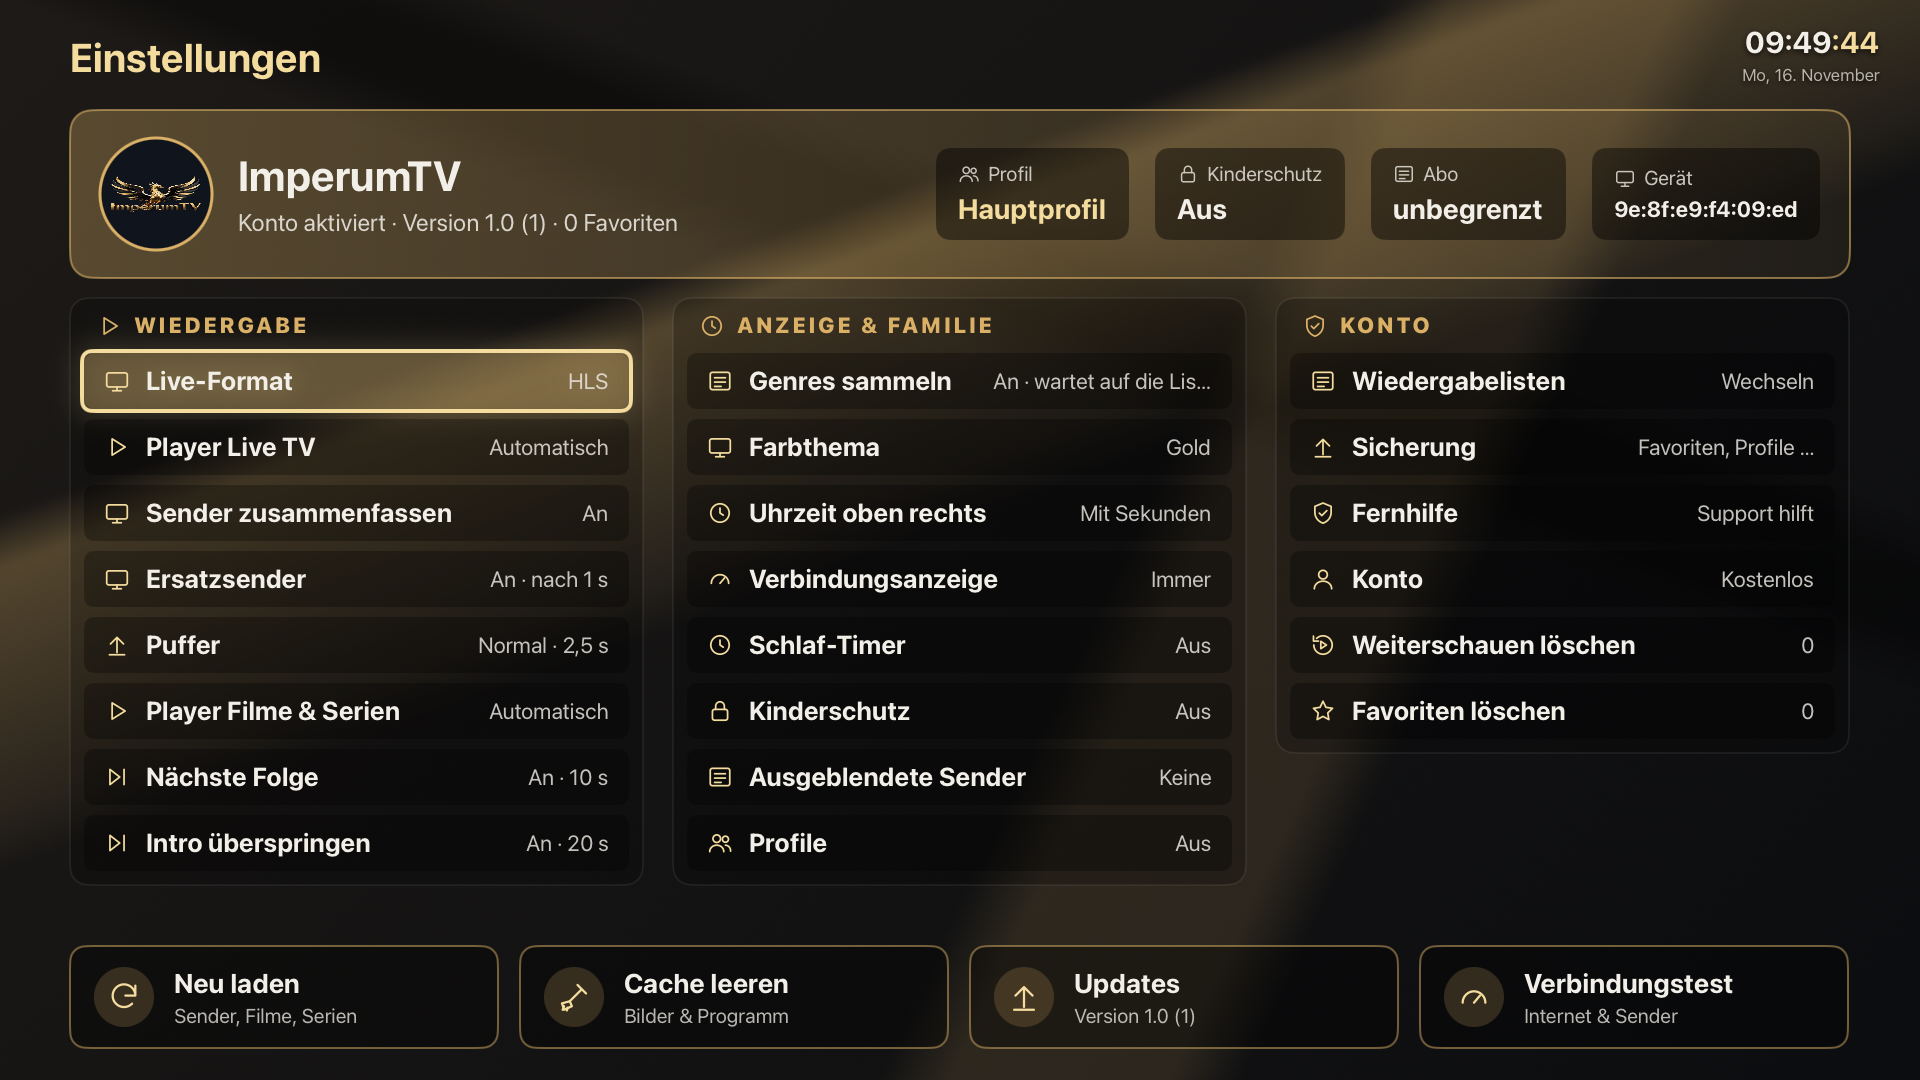 Einstellungen
09:49:44
Mo, 16. November
ImperumTV
ImperumTV
Konto aktiviert · Version 1.0 (1) · 0 Favoriten
Profil
Hauptprofil
Kinderschutz
Aus
Abo
unbegrenzt
Gerät
9e:8f:e9:f4:09:ed
WIEDERGABE
Live-Format HLS
Player Live TV Automatisch
Sender zusammenfassen An
Ersatzsender An · nach 1 s
Puffer Normal · 2,5 s
Player Filme & Serien Automatisch
Nächste Folge An · 10 s
Intro überspringen An · 20 s
ANZEIGE & FAMILIE
Genres sammeln An · wartet auf die Lis...
Farbthema Gold
Uhrzeit oben rechts Mit Sekunden
Verbindungsanzeige Immer
Schlaf-Timer Aus
Kinderschutz Aus
Ausgeblendete Sender Keine
Profile Aus
KONTO
Wiedergabelisten Wechseln
Sicherung Favoriten, Profile ...
Fernhilfe Support hilft
Konto Kostenlos
Weiterschauen löschen 0
Favoriten löschen 0
Neu laden
Sender, Filme, Serien
Cache leeren
Bilder & Programm
Updates
Version 1.0 (1)
Verbindungstest
Internet & Sender